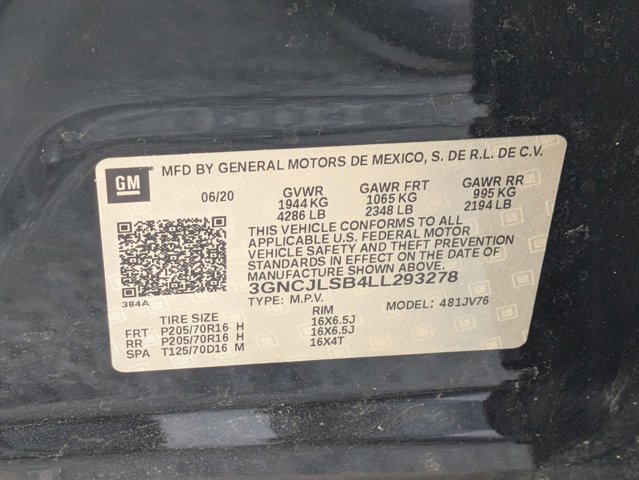 MFD BY GENERAL MOTORS DE MEXICO, S. DE R.L. DE C.V.
GM
06/20 GVWR GAWR FRT GAWR RR
1944 KG 1065 KG 995 KG
4286 LB 2348 LB 2194 LB
THIS VEHICLE CONFORMS TO ALL
APPLICABLE U.S. FEDERAL MOTOR
VEHICLE SAFETY AND THEFT PREVENTION
STANDARDS IN EFFECT ON THE DATE OF
MANUFACTURE SHOWN ABOVE.
3GNCJLSB4LL293278
384A
TYPE: M.P.V. MODEL: 481JV76
TIRE SIZE RIM
FRT P205/70R16 H 16X6.5J
RR P205/70R16 H 16X6.5J
SPA T125/70D16 M 16X4T